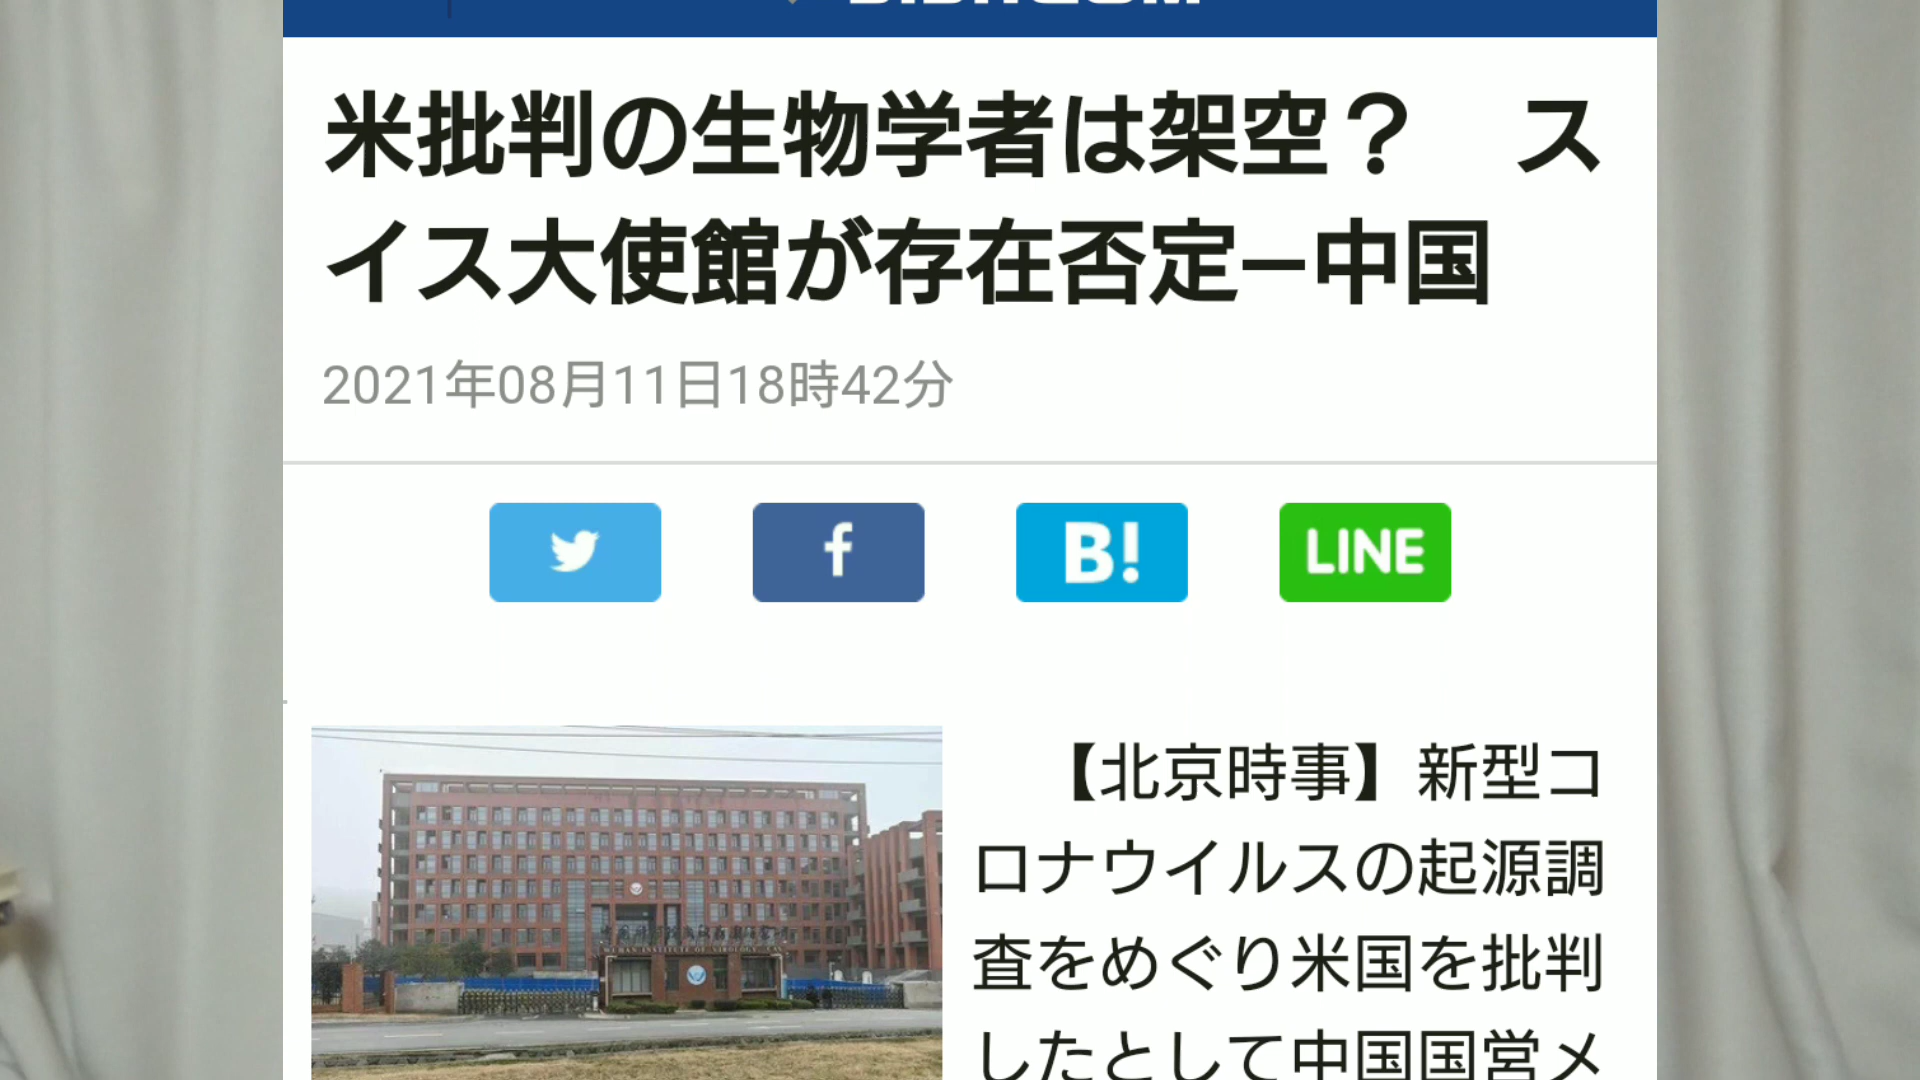 米批判の生物学者は架空？　ス
イス大使館が存在否定―中国
2021年08月11日18時42分
f
B!
LINE
【北京時事】新型コ
ロナウイルスの起源調
査をめぐり米国を批判
したとして中国国営メ